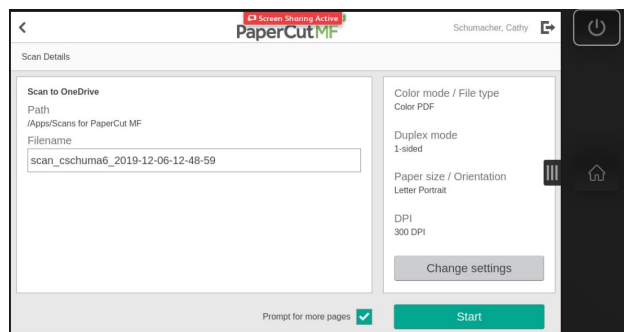 Screen Sharing Active
PaperCut MF
Schumacher, Cathy
Scan Details
Scan to OneDrive
Path
/Apps/Scans for PaperCut MF
Filename
scan_cschuma6_2019-12-06-12-48-59
Color mode / File type
Color PDF
Duplex mode
1-sided
Paper size / Orientation
Letter Portrait
DPI
300 DPI
Change settings
Prompt for more pages
Start